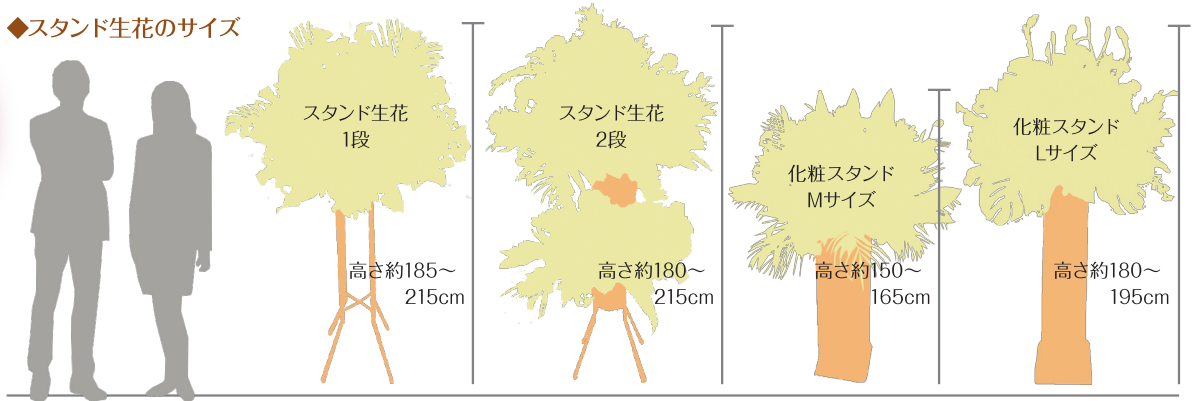 ◆スタンド生花のサイズ
スタンド生花
1段
高さ約185～
215cm
スタンド生花
2段
高さ約180～
215cm
化粧スタンド
Mサイズ
高さ約150～
165cm
化粧スタンド
Lサイズ
高さ約180～
195cm